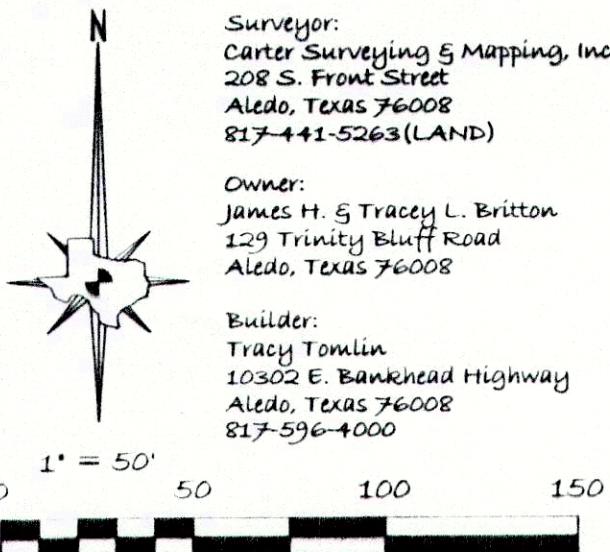 N
Surveyor:
Carter Surveying & Mapping, Inc
208 S. Front Street
Aledo, Texas 76008
817-441-5263(LAND)
Owner:
James H. & Tracey L. Britton
129 Trinity Bluff Road
Aledo, Texas 76008
Builder:
Tracy Tomlin
10302 E. Bankhead Highway
Aledo, Texas 76008
817-596-4000
1" = 50'
0 50 100 150